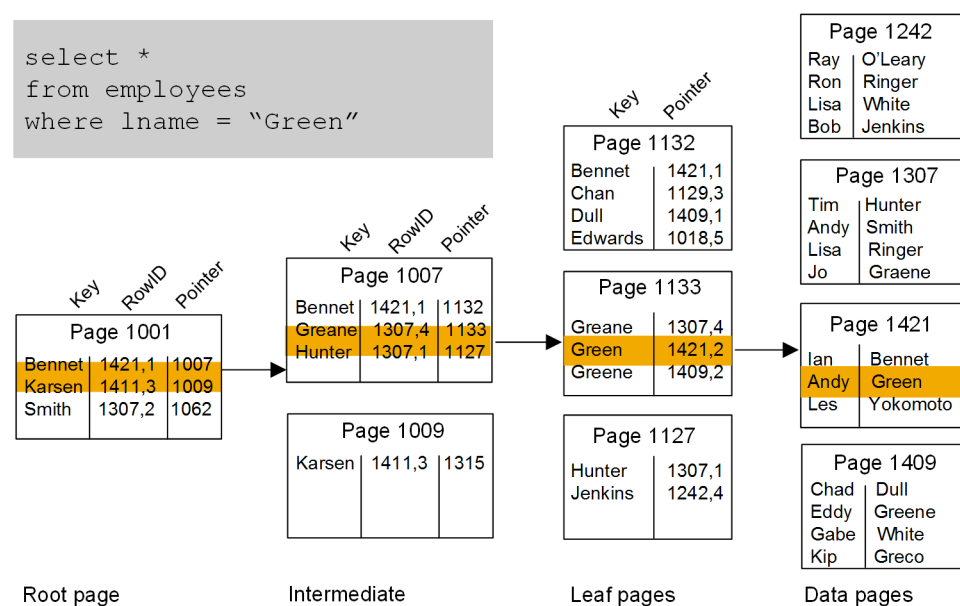 select *
from employees
where lname = “Green”
Key RowID Pointer
Page 1001
Bennet 1421,1 1007
Karsen 1411,3 1009
Smith 1307,2 1062
Root page
Key RowID Pointer
Page 1007
Bennet 1421,1 1132
Greane 1307,4 1133
Hunter 1307,1 1127
Page 1009
Karsen 1411,3 1315
Intermediate
Key Pointer
Page 1132
Bennet 1421,1
Chan 1129,3
Dull 1409,1
Edwards 1018,5
Page 1133
Greane 1307,4
Green 1421,2
Greene 1409,2
Page 1127
Hunter 1307,1
Jenkins 1242,4
Leaf pages
Page 1242
Ray O’Leary
Ron Ringer
Lisa White
Bob Jenkins
Page 1307
Tim Hunter
Andy Smith
Lisa Ringer
Jo Graene
Page 1421
Ian Bennet
Andy Green
Les Yokomoto
Page 1409
Chad Dull
Eddy Greene
Gabe White
Kip Greco
Data pages